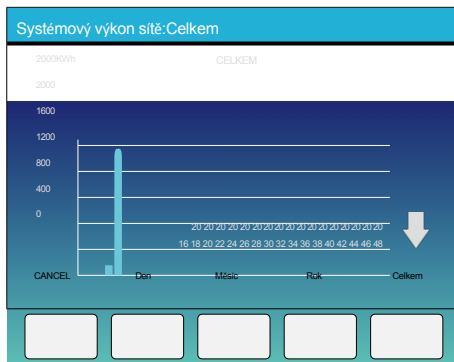 Systémový výkon sítě:Celkem
2000KWh CELKEM
2000
1600
1200
800
400
0
20 20 20 20 20 20 20 20 20 20 20 20 20 20 20 20 20
16 18 20 22 24 26 28 30 32 34 36 38 40 42 44 46 48
CANCEL Den Měsic Rok Celkem